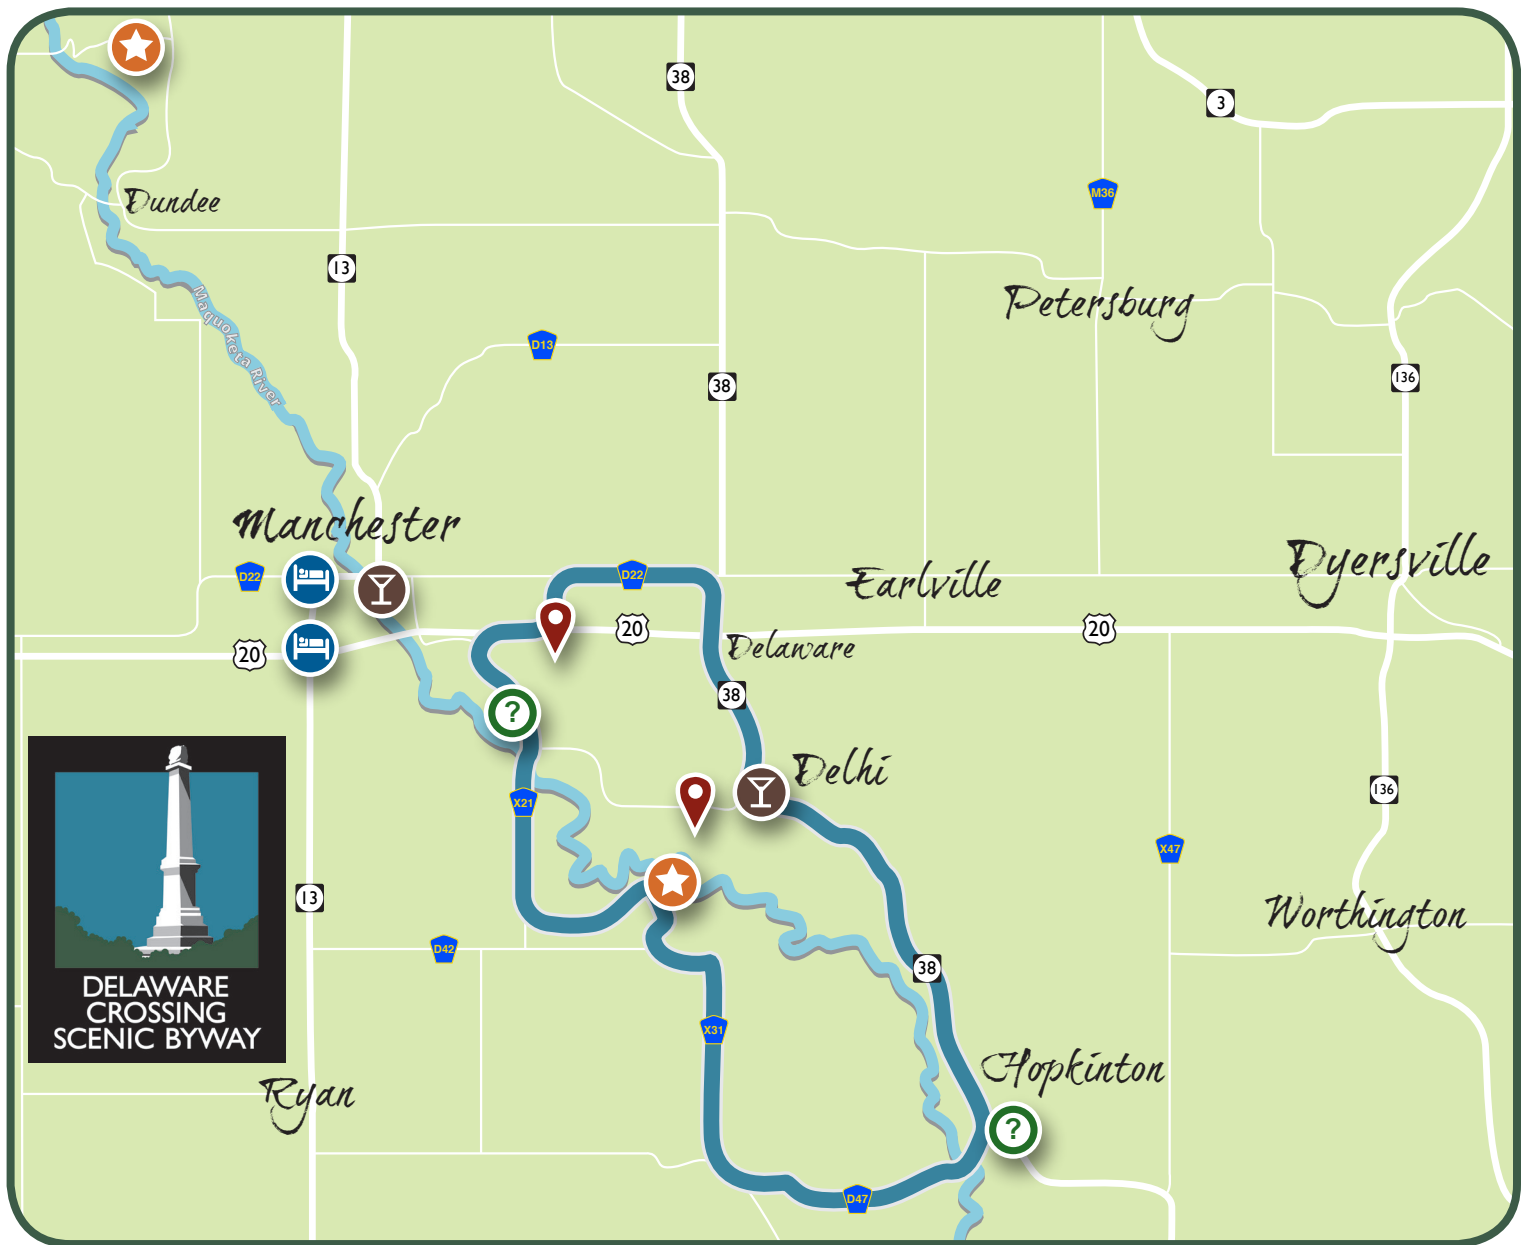 38
3
M36
Dundee
13
Petersburg
Maquoketa River
D13
136
38
Manchester
Dyersville
D22
D22
Earlville
20
20
20
Delaware
38
?
Delhi
136
X21
X47
13
Worthington
D42
38
DELAWARE
CROSSING
SCENIC BYWAY
X31
Hopkinton
Ryan
?
D47